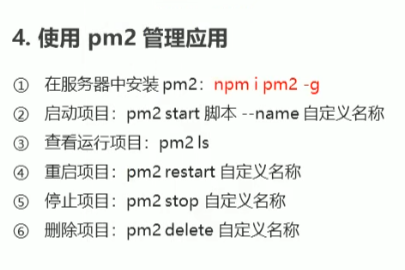 4. 使用 pm2 管理应用
① 在服务器中安装 pm2：npm i pm2 -g
② 启动项目：pm2 start 脚本 --name 自定义名称
③ 查看运行项目：pm2 ls
④ 重启项目：pm2 restart 自定义名称
⑤ 停止项目：pm2 stop 自定义名称
⑥ 删除项目：pm2 delete 自定义名称